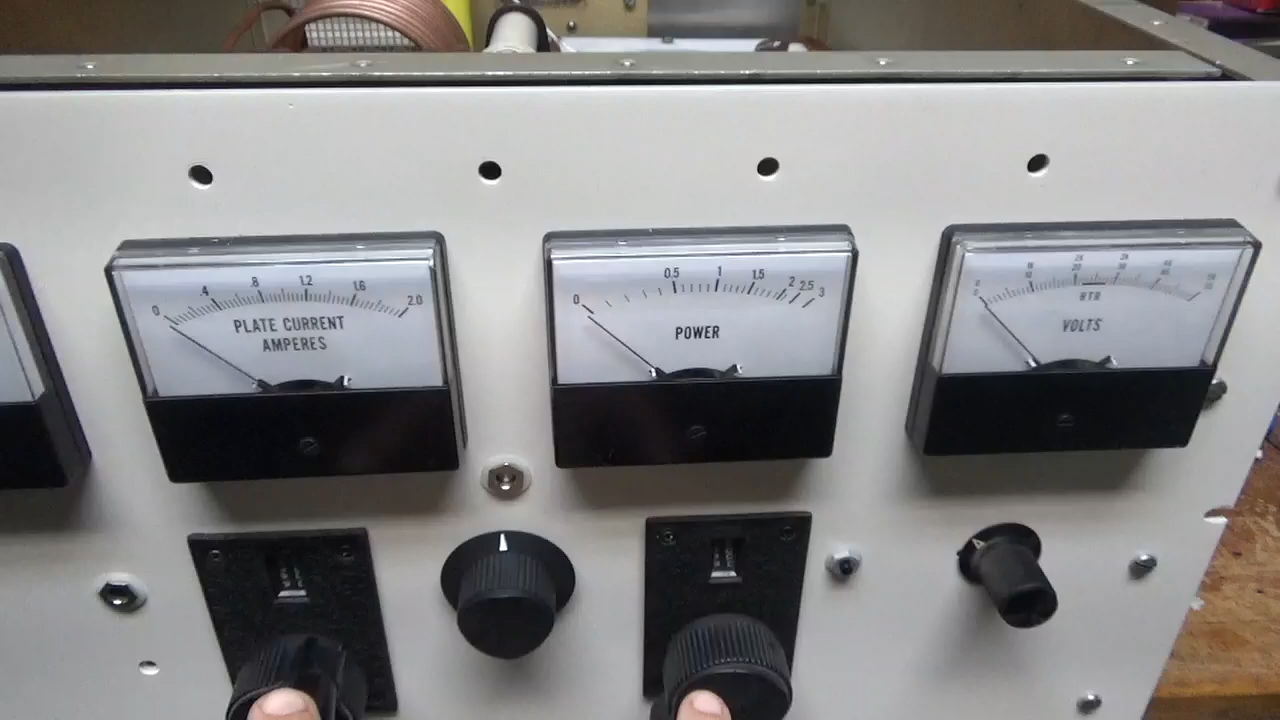 0 .4 .8 1.2 1.6 2.0
PLATE CURRENT
AMPERES
0 0.5 1 1.5 2 2.5 3
POWER
VOLTS